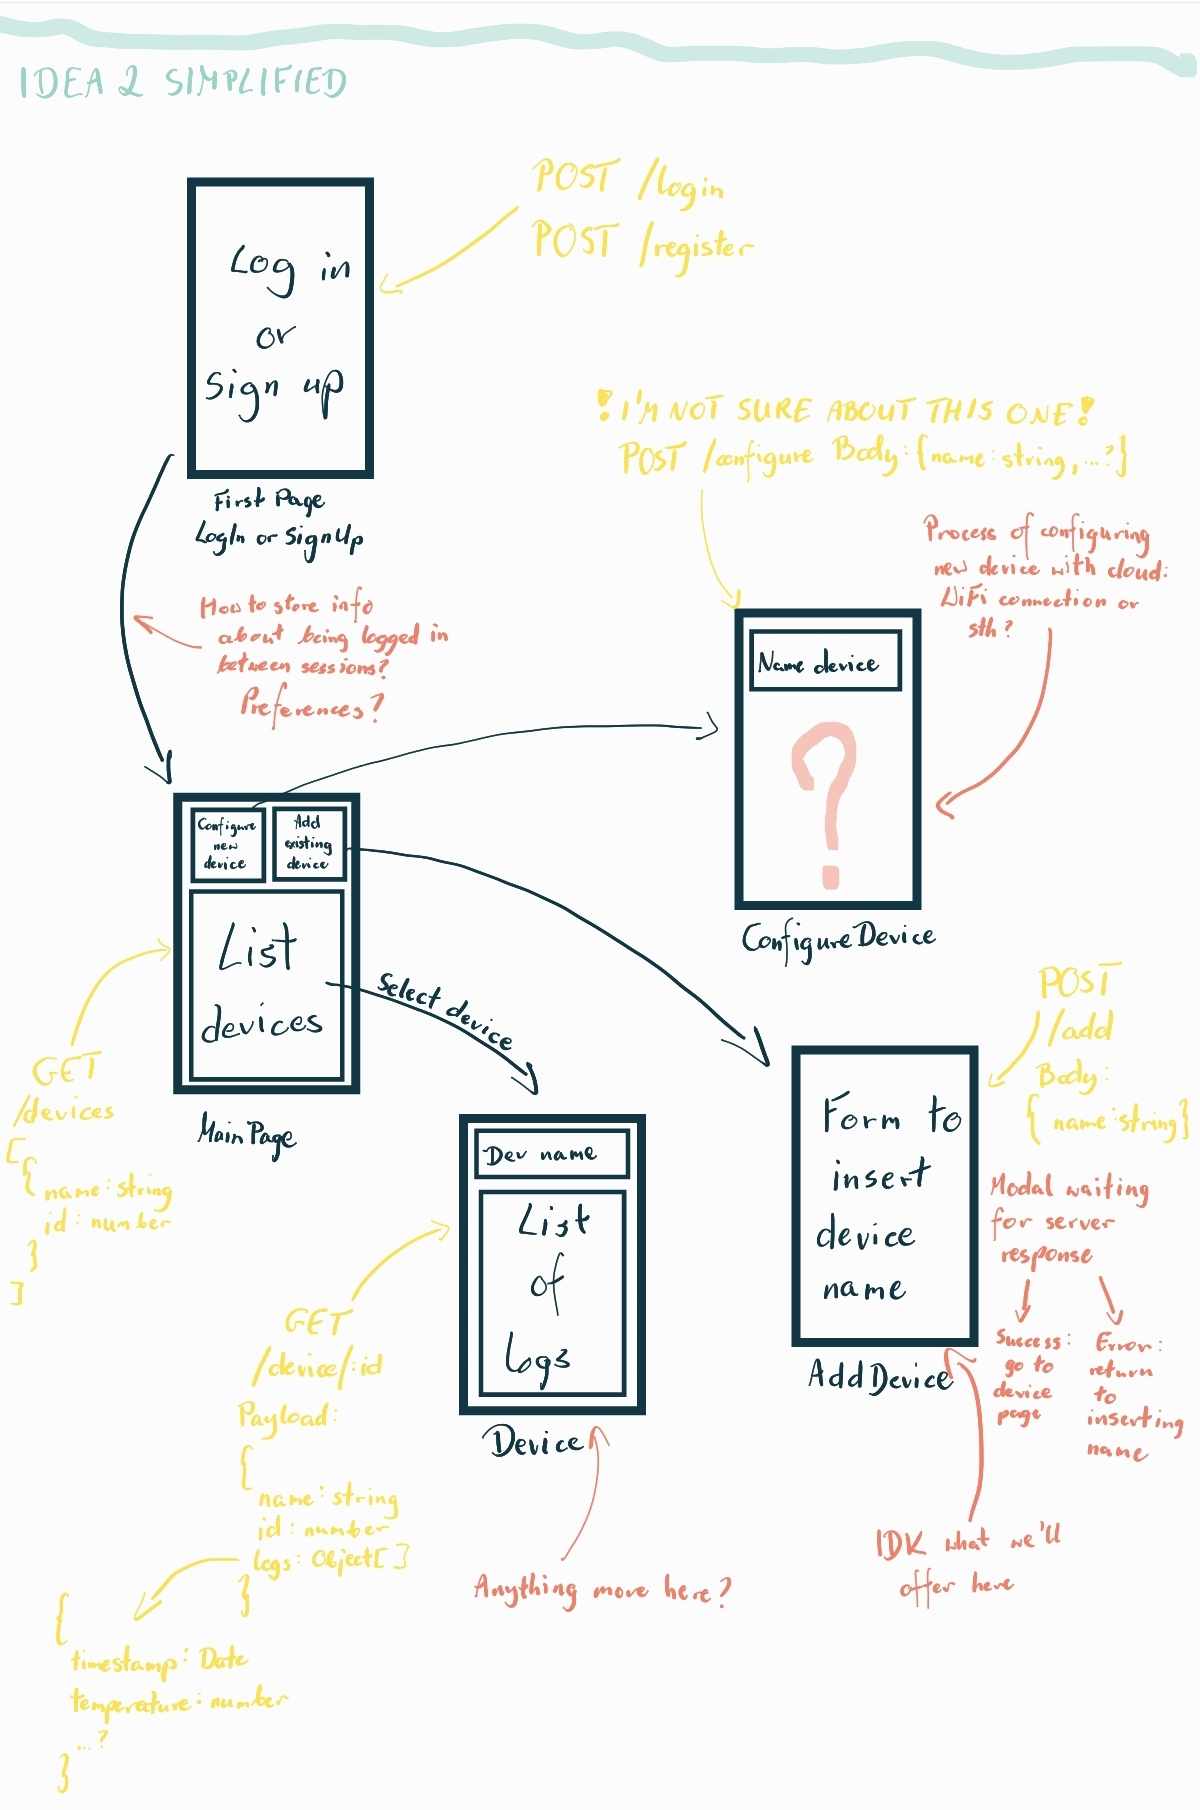 IDEA 2 SIMPLIFIED
POST /login
POST /register
Log in
or
Sign up
First Page
LogIn or SignUp
! I'M NOT SURE ABOUT THIS ONE!
POST /configure Body: {name: string, ...?}
Process of configuring
new device with cloud:
WiFi connection or
sth?
How to store info
about being logged in
between sessions?
Preferences?
Name device
?
ConfigureDevice
Configure
new
device
Add
existing
device
List
devices
MainPage
Select device
GET
/devices
[
{
name: string
id: number
}
]
POST
/add
Body:
{ name: string}
Form to
insert
device
name
AddDevice
Modal waiting
for server
response
Success:
go to
device
page
Error:
return
to
inserting
name
IDK what we'll
offer here
Dev name
List
of
Logs
Device
Anything more here?
GET
/device/:id
Payload:
{
name: string
id: number
logs: Object[]
}
{
timestamp: Date
temperature: number
...?
}